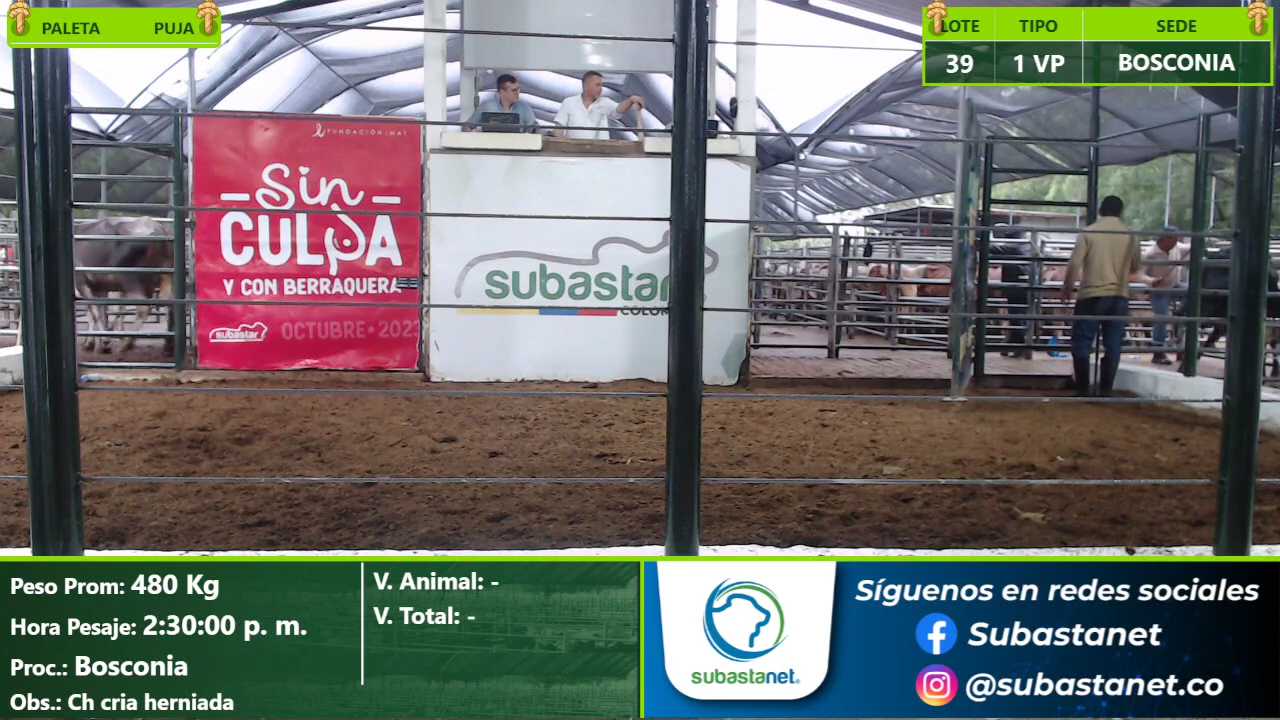 PALETA PUJA
LOTE TIPO SEDE
39 1 VP BOSCONIA
FUNDACIÓN
Sin
CULPA
Y CON BERRAQUERA
subastar
OCTUBRE • 2023
subastar
Peso Prom: 480 Kg
Hora Pesaje: 2:30:00 p. m.
Proc.: Bosconia
Obs.: Ch cria herniada
V. Animal: -
V. Total: -
subastanet
Síguenos en redes sociales
Subastanet
@subastanet.co